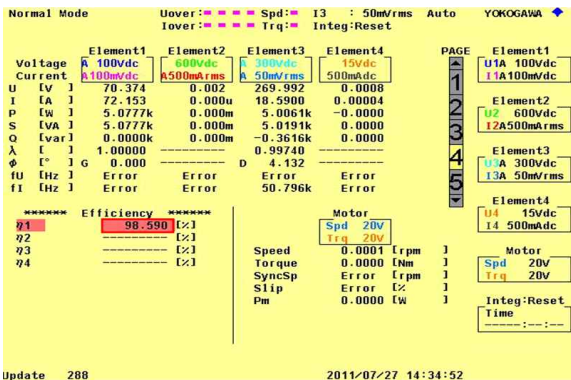 Normal Mode Uover: Spd: I3 : 50mVrms Auto YOKOGAWA
Iover: Trq: Integ:Reset
Element1 Element2 Element3 Element4 PAGE Element1
Voltage A 100Vdc 600Vdc A 300Vdc 15Vdc U1A 100Vdc
Current A100mVdc A500mArms A 50mVrms 500mAdc 1 I1A100mVdc
U [V ] 70.374 0.002 269.992 0.0008
I [A ] 72.153 0.000u 18.5900 0.00004 2 Element2
P [W ] 5.0777k 0.000m 5.0061k -0.0000 U2 600Vdc
S [VA ] 5.0777k 0.000m 5.0191k 0.0000 3 I2A500mArms
Q [var] 0.0000k 0.000m -0.3616k 0.0000
λ [ ] 1.00000 --------- 0.99740 --------- 4 Element3
Φ [° ] G 0.000 --------- D 4.132 --------- U3A 300Vdc
fU [Hz ] Error Error Error Error 5 I3A 50mVrms
fI [Hz ] Error Error 50.796k Error
Element4
****** Efficiency ****** Motor U4 15Vdc
η1 98.590 [%] Spd 20V I4 500mAdc
η2 --------- [%] Trq 20V
η3 --------- [%] Speed 0.0001 [rpm ] Motor
η4 --------- [%] Torque 0.0000 [Nm ] Spd 20V
SyncSp Error [rpm ] Trq 20V
Slip Error [% ]
Pm 0.0000 [W ] Integ:Reset
Time
-----:--:--
Update 288 2011/07/27 14:34:52